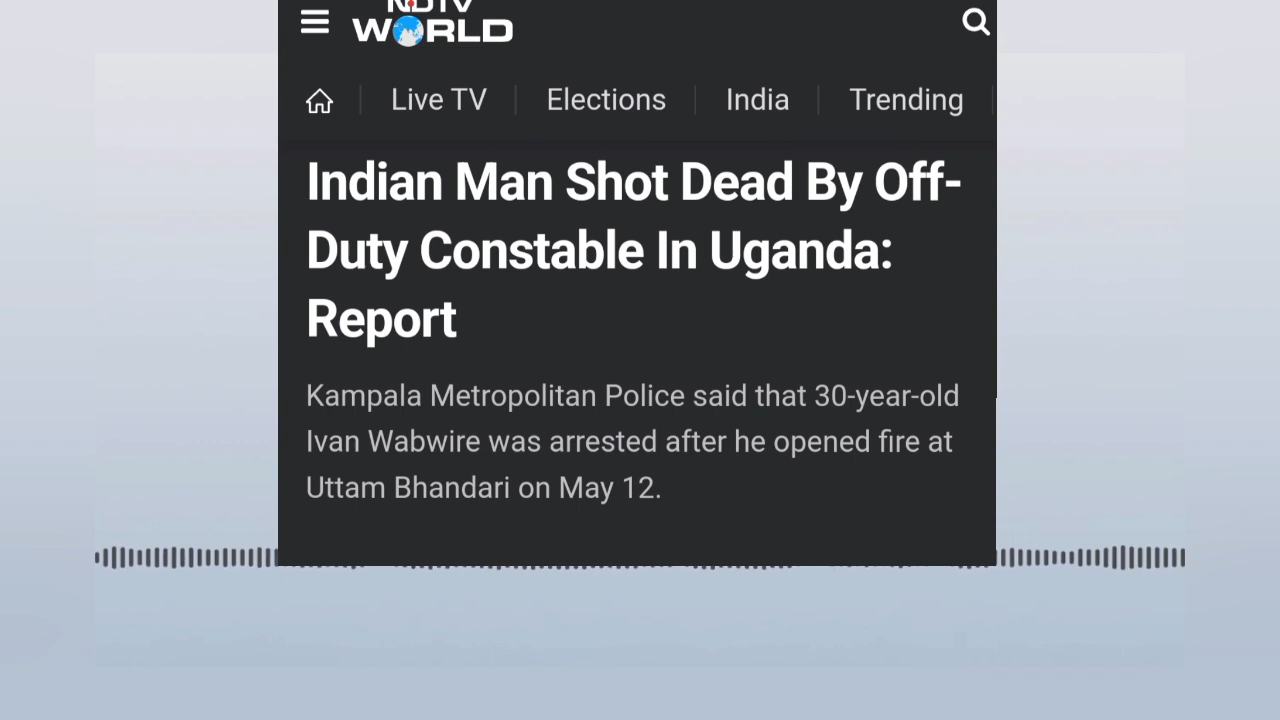 NDTV
WORLD
Live TV
Elections
India
Trending
Indian Man Shot Dead By Off-
Duty Constable In Uganda:
Report
Kampala Metropolitan Police said that 30-year-old
Ivan Wabwire was arrested after he opened fire at
Uttam Bhandari on May 12.